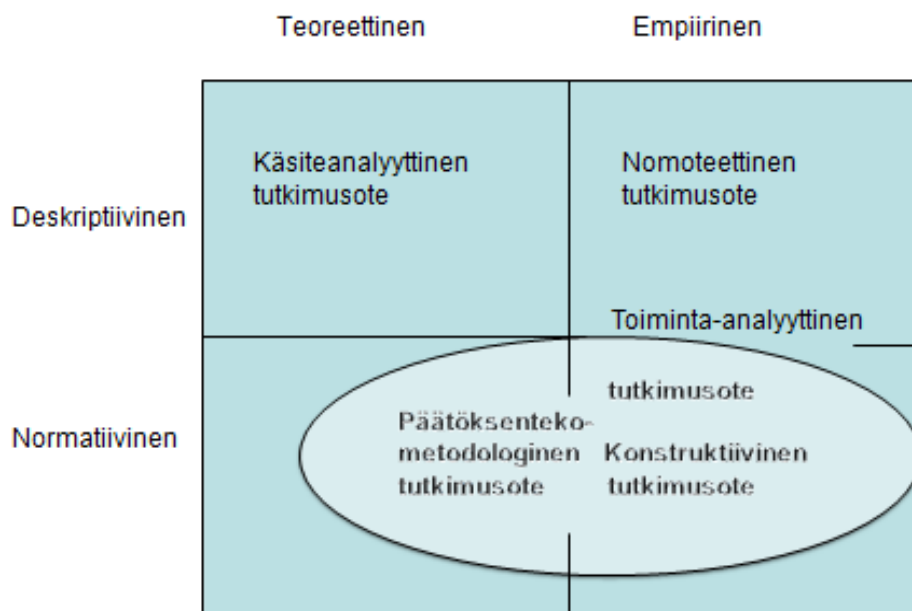 Teoreettinen
Empiirinen
Käsiteanalyyttinen
tutkimusote
Nomoteettinen
tutkimusote
Deskriptiivinen
Toiminta-analyyttinen
tutkimusote
Normatiivinen
Päätöksenteko-
metodologinen
tutkimusote
Konstruktiivinen
tutkimusote